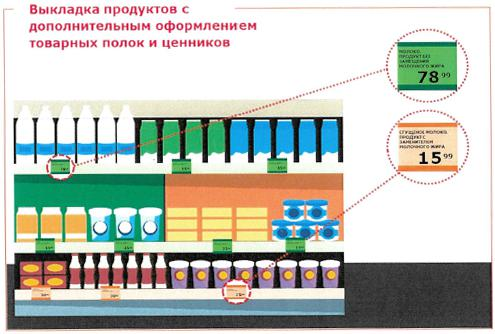 Выкладка продуктов с
дополнительным оформлением
товарных полок и ценников
МОЛОКО.
ПРОДУКТ БЕЗ
ЗАМЕЩЕНИЯ
МОЛОЧНОГО ЖИРА
78 99
СГУЩЕНОЕ МОЛОКО.
ПРОДУКТ С
ЗАМЕНИТЕЛЕМ
МОЛОЧНОГО ЖИРА
15 99